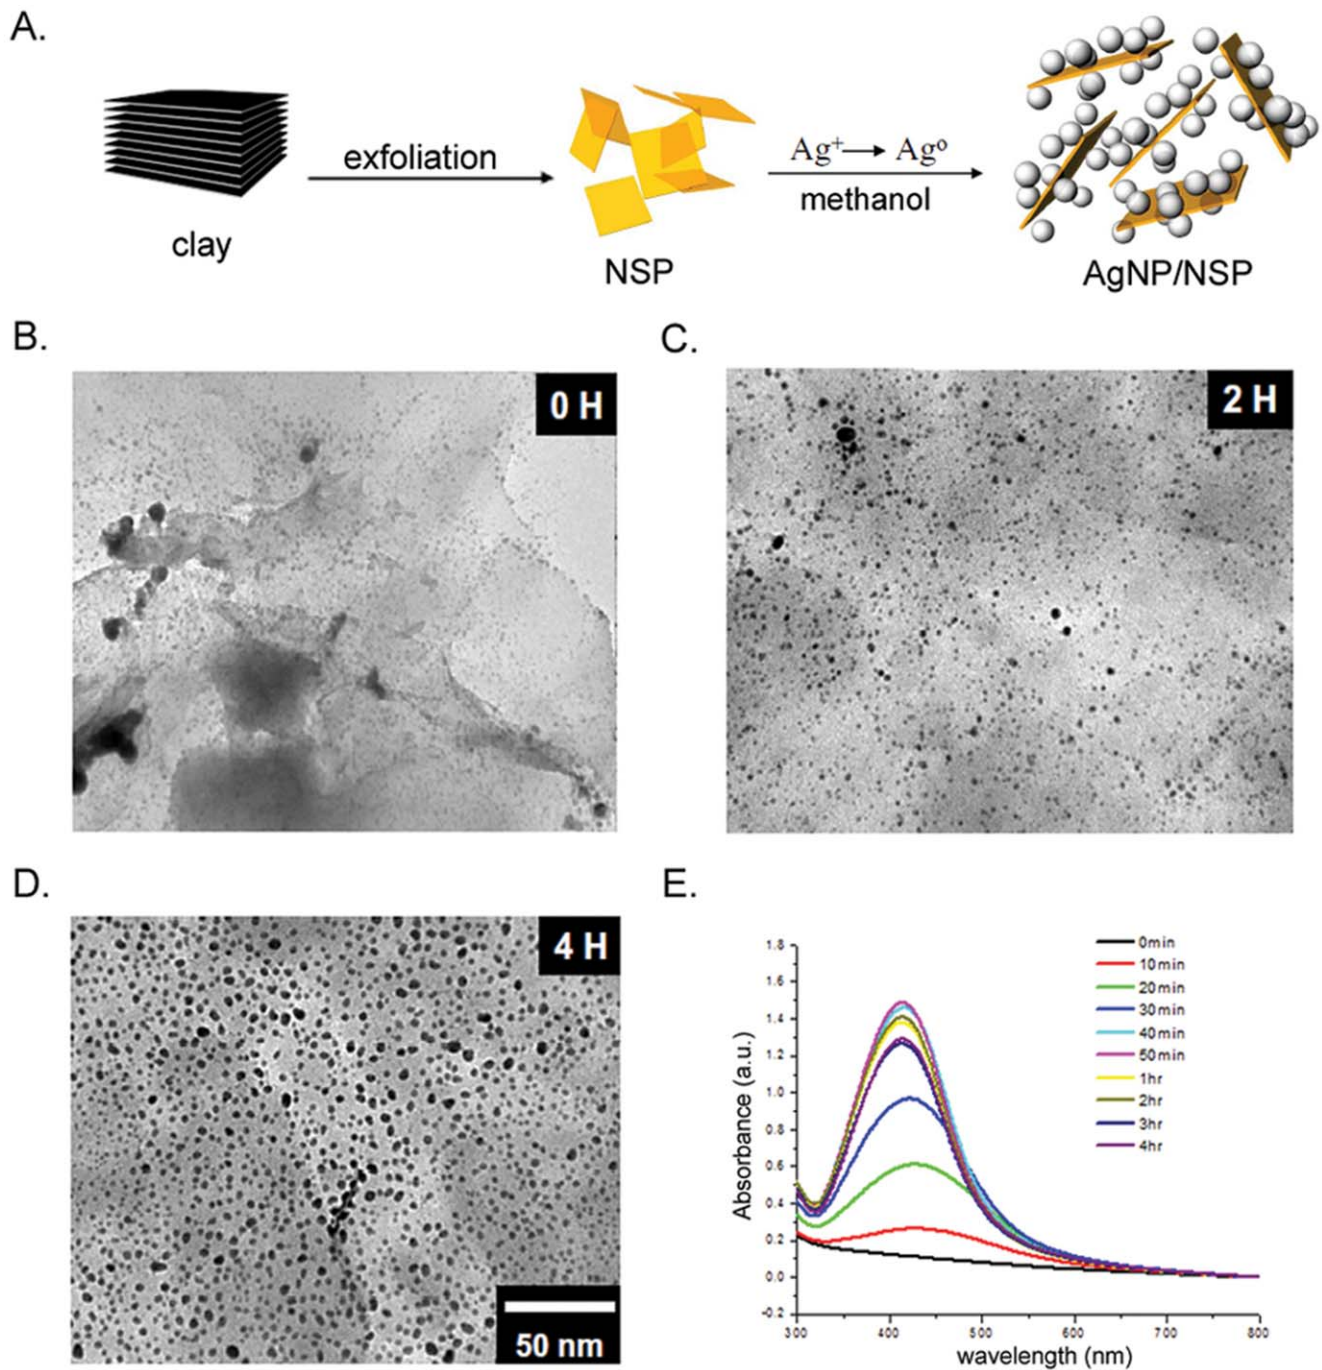 A.
exfoliation
Ag⁺→ Ag⁰
methanol
clay
NSP
AgNP/NSP
B.
C.
0 H
2 H
D.
E.
4 H
50 nm
0min
10min
20min
30min
40min
50min
1hr
2hr
3hr
4hr
1.8
1.6
1.4
1.2
1.0
0.8
0.6
0.4
0.2
0.0
-0.2
Absorbance (a.u.)
300 400 500 600 700 800
wavelength (nm)